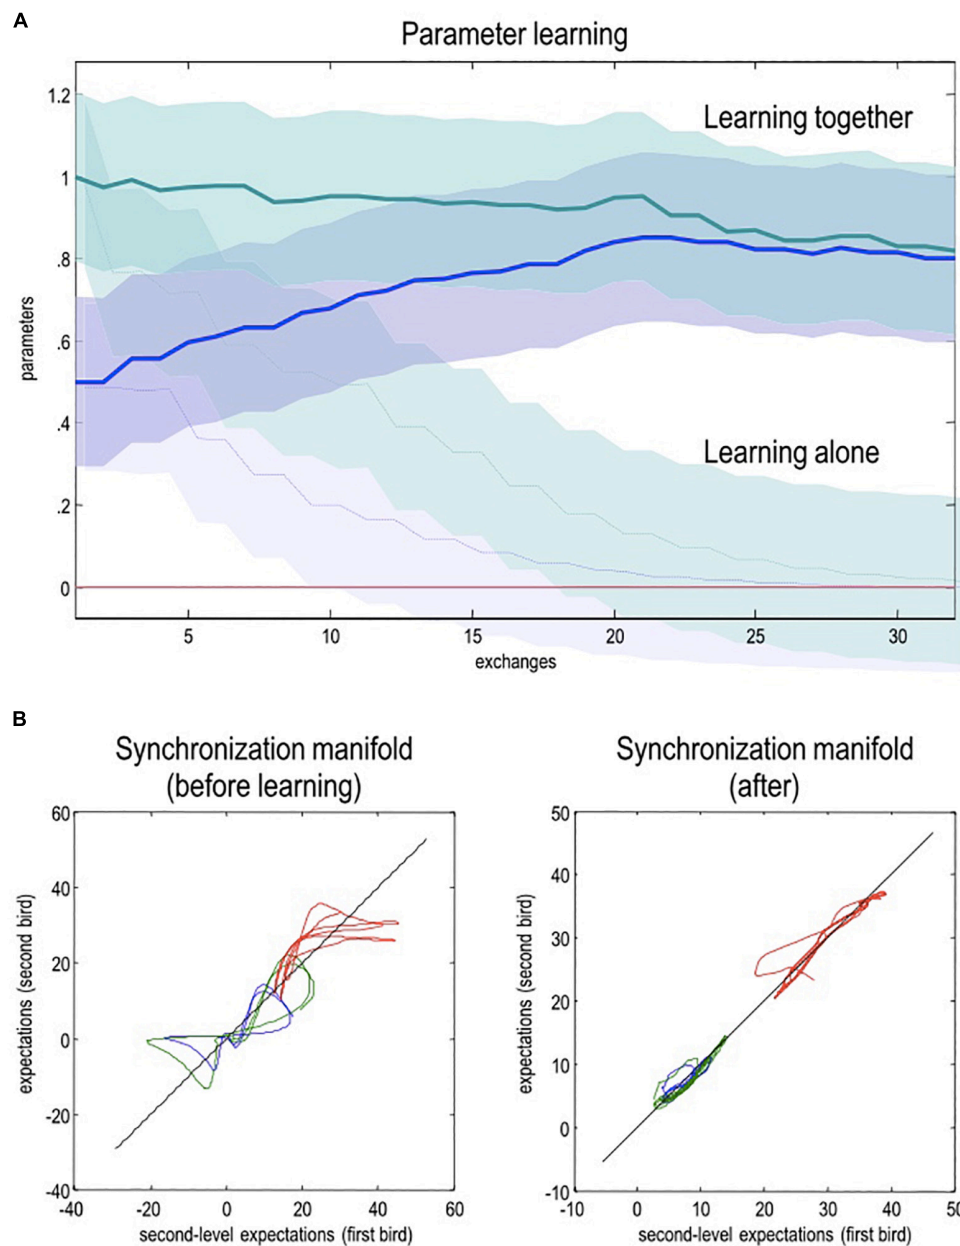 A
Parameter learning
1.2
1
.8
.6
.4
.2
0
parameters
Learning together
Learning alone
5 10 15 20 25 30
exchanges
B
Synchronization manifold
(before learning)
60
40
20
0
-20
-40
expectations (second bird)
-40 -20 0 20 40 60
second-level expectations (first bird)
Synchronization manifold
(after)
50
40
30
20
10
0
-10
expectations (second bird)
-10 0 10 20 30 40 50
second-level expectations (first bird)